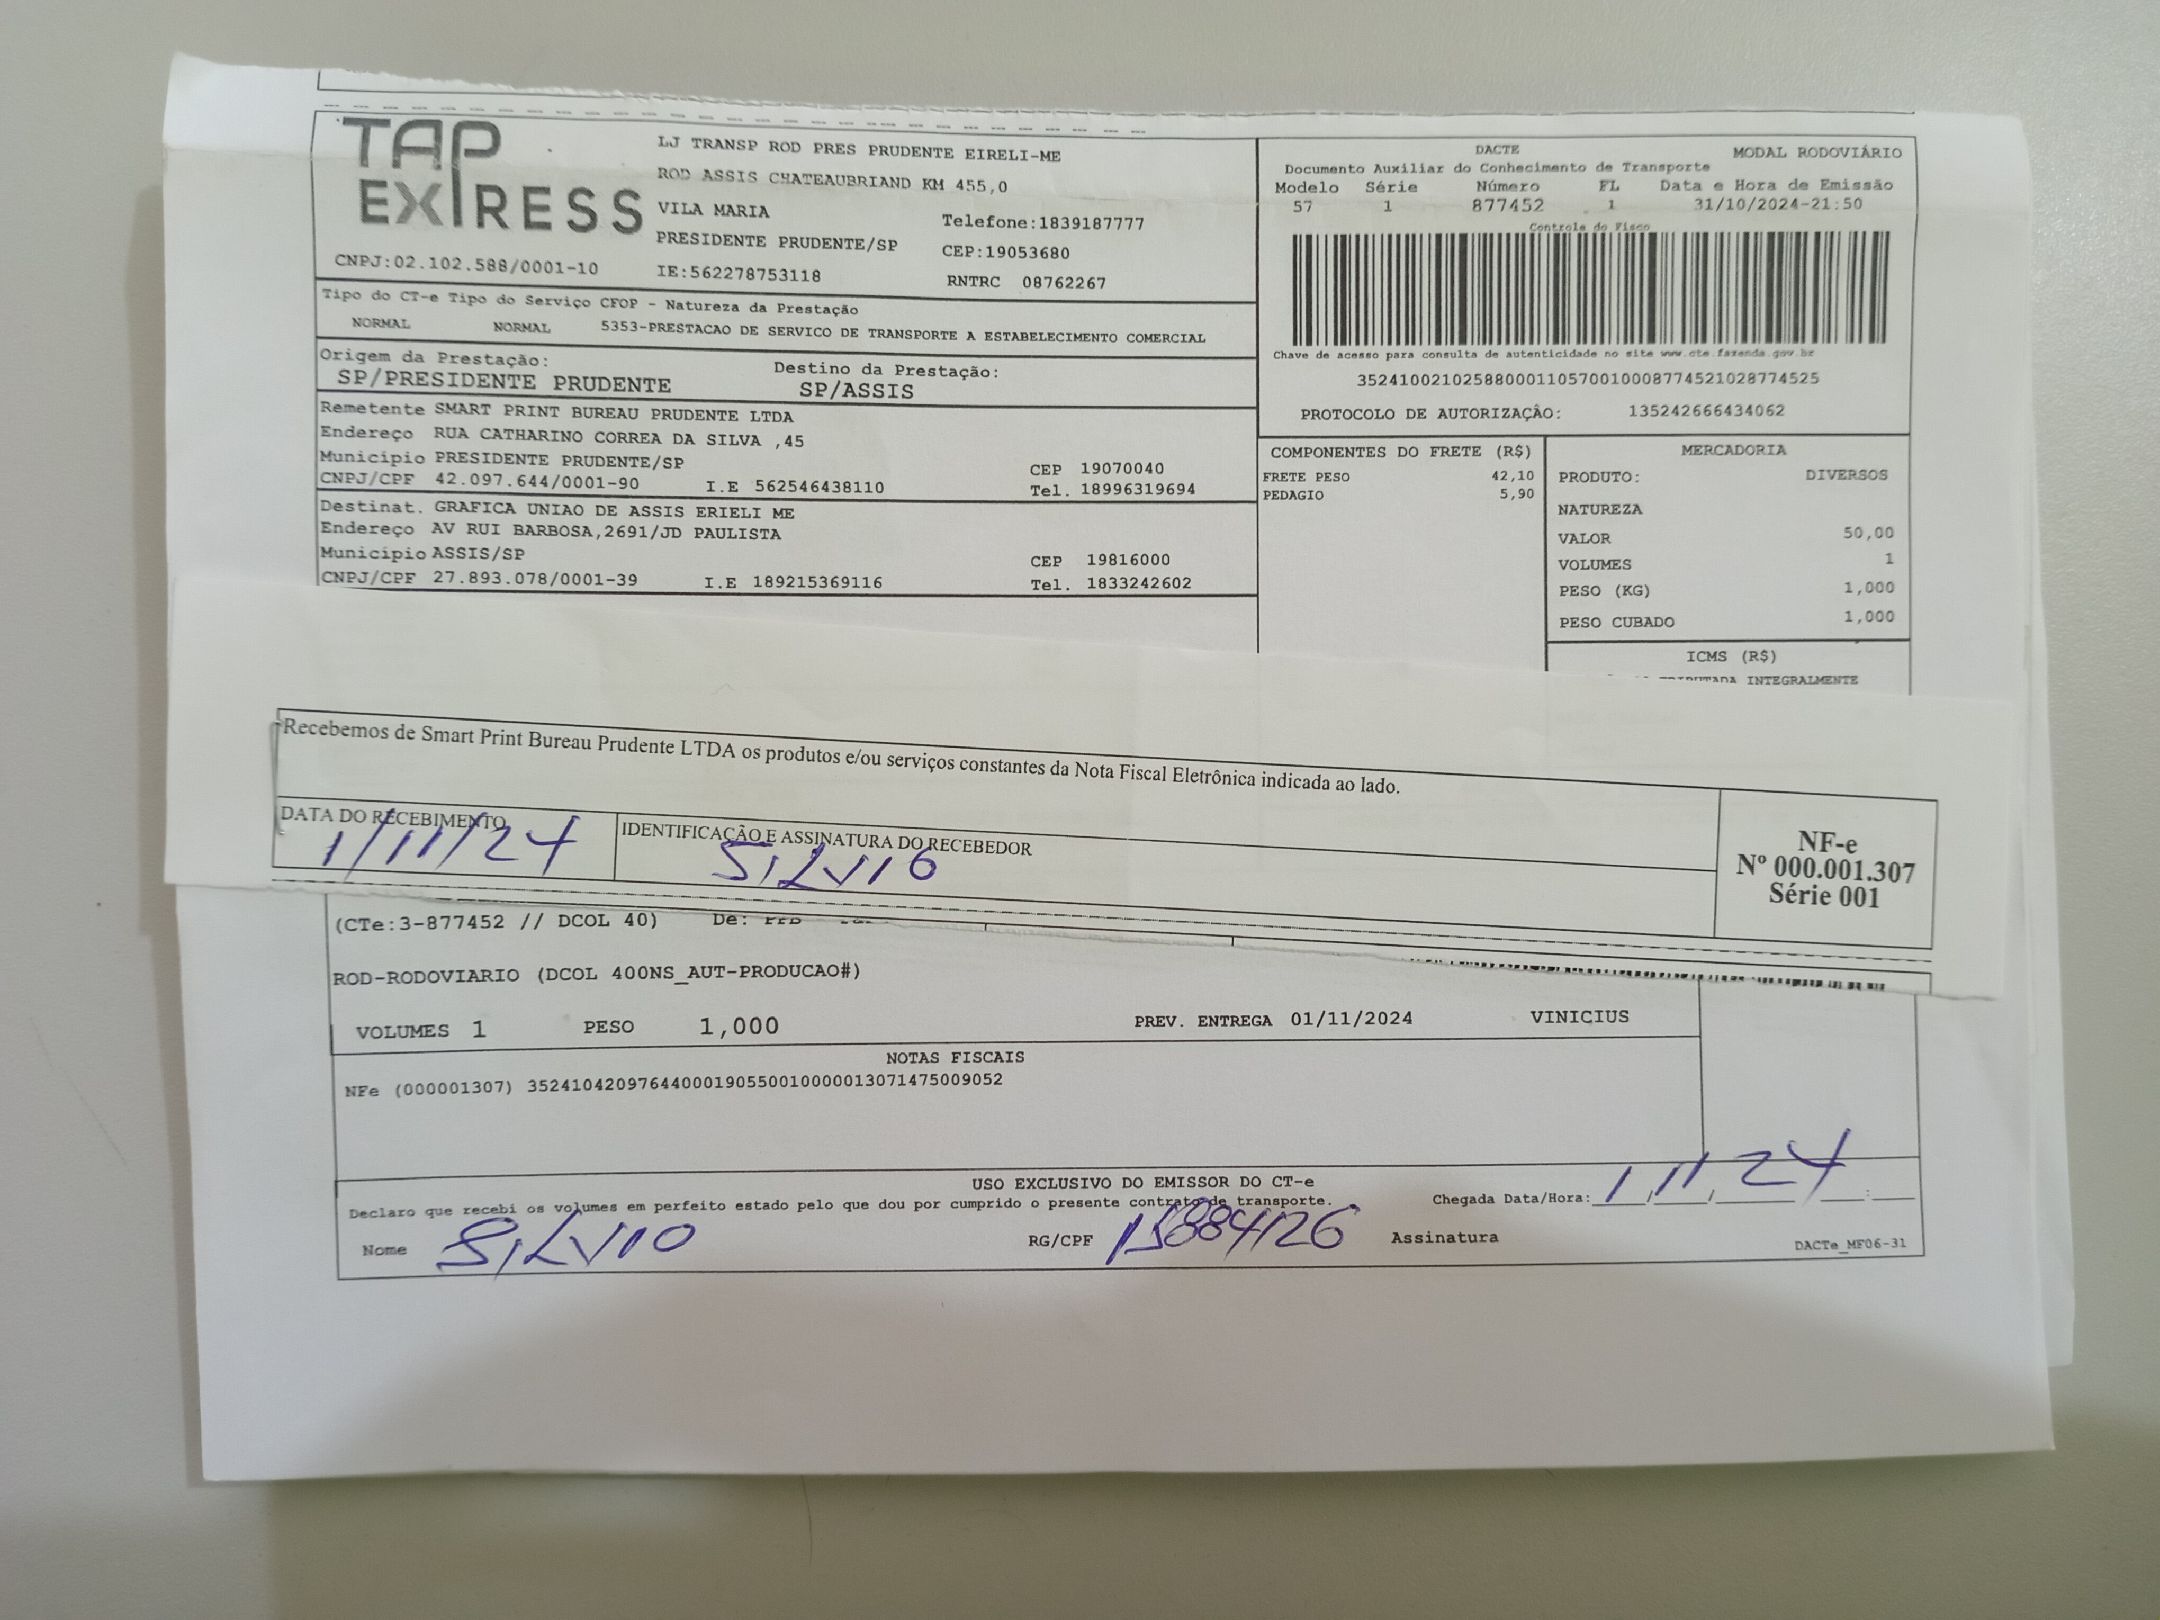 TAP EXPRESS
LJ TRANSP ROD PRES PRUDENTE EIRELI-ME
ROD ASSIS CHATEAUBRIAND KM 455,0
VILA MARIA
Telefone:1839187777
PRESIDENTE PRUDENTE/SP
CEP:19053680
CNPJ:02.102.588/0001-10
IE:562278753118
RNTRC 08762267
DACTE
MODAL RODOVIÁRIO
Documento Auxiliar do Conhecimento de Transporte
Modelo Série Número FL Data e Hora de Emissão
57 1 877452 1 31/10/2024-21:50
Controle do Fisco
Chave de acesso para consulta de autenticidade no site www.cte.fazenda.gov.br
35241002102588000110570010008774521028774525
PROTOCOLO DE AUTORIZAÇÃO: 135242666434062
Tipo do CT-e Tipo do Serviço CFOP - Natureza da Prestação
NORMAL NORMAL 5353-PRESTACAO DE SERVICO DE TRANSPORTE A ESTABELECIMENTO COMERCIAL
Origem da Prestação: Destino da Prestação:
SP/PRESIDENTE PRUDENTE SP/ASSIS
Remetente SMART PRINT BUREAU PRUDENTE LTDA
Endereço RUA CATHARINO CORREA DA SILVA ,45
Municipio PRESIDENTE PRUDENTE/SP CEP 19070040
CNPJ/CPF 42.097.644/0001-90 I.E 562546438110 Tel. 18996319694
Destinat. GRAFICA UNIAO DE ASSIS ERIELI ME
Endereço AV RUI BARBOSA,2691/JD PAULISTA
Municipio ASSIS/SP CEP 19816000
CNPJ/CPF 27.893.078/0001-39 I.E 189215369116 Tel. 1833242602
COMPONENTES DO FRETE (R$)
FRETE PESO 42,10
PEDAGIO 5,90
MERCADORIA
PRODUTO: DIVERSOS
NATUREZA
VALOR 50,00
VOLUMES 1
PESO (KG) 1,000
PESO CUBADO 1,000
ICMS (R$)
INTEGRALMENTE
Recebemos de Smart Print Bureau Prudente LTDA os produtos e/ou serviços constantes da Nota Fiscal Eletrônica indicada ao lado.
DATA DO RECEBIMENTO
1/11/24
IDENTIFICAÇÃO E ASSINATURA DO RECEBEDOR
SILVIO
NF-e
Nº 000.001.307
Série 001
(CTe:3-877452 // DCOL 40) De:
ROD-RODOVIARIO (DCOL 400NS_AUT-PRODUCAO#)
VOLUMES 1 PESO 1,000 PREV. ENTREGA 01/11/2024 VINICIUS
NOTAS FISCAIS
NFe (000001307) 35241042097644000190550010000013071475009052
USO EXCLUSIVO DO EMISSOR DO CT-e
Declaro que recebi os volumes em perfeito estado pelo que dou por cumprido o presente contrato de transporte.
Chegada Data/Hora: 1/11/24
Nome SILVIO RG/CPF 15884126 Assinatura
DACTe_MF06-31